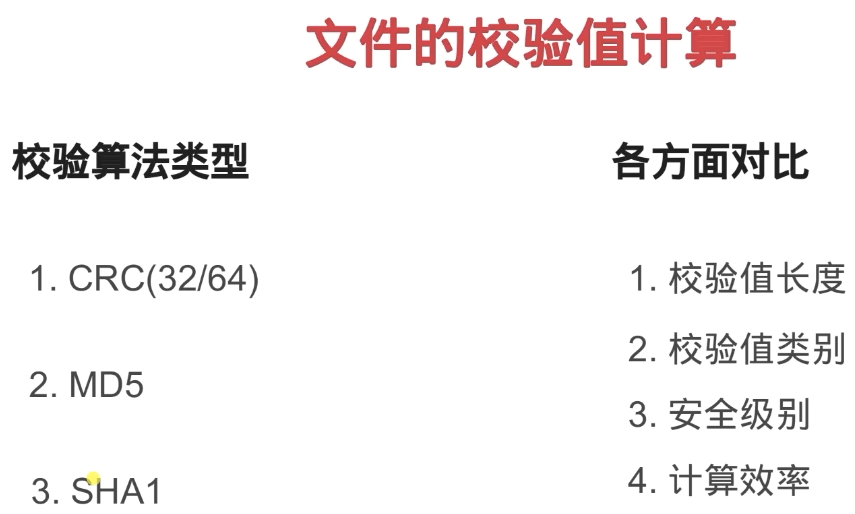 文件的校验值计算
校验算法类型
1. CRC(32/64)
2. MD5
3. SHA1
各方面对比
1. 校验值长度
2. 校验值类别
3. 安全级别
4. 计算效率